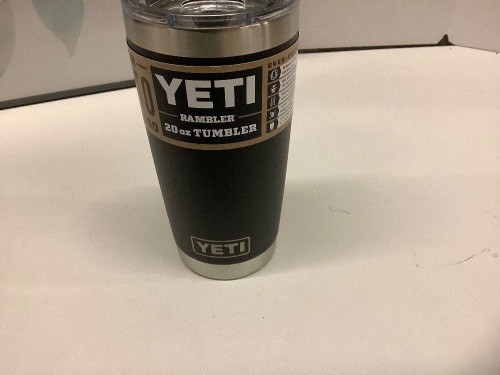 YETI
RAMBLER
20 oz TUMBLER
YETI